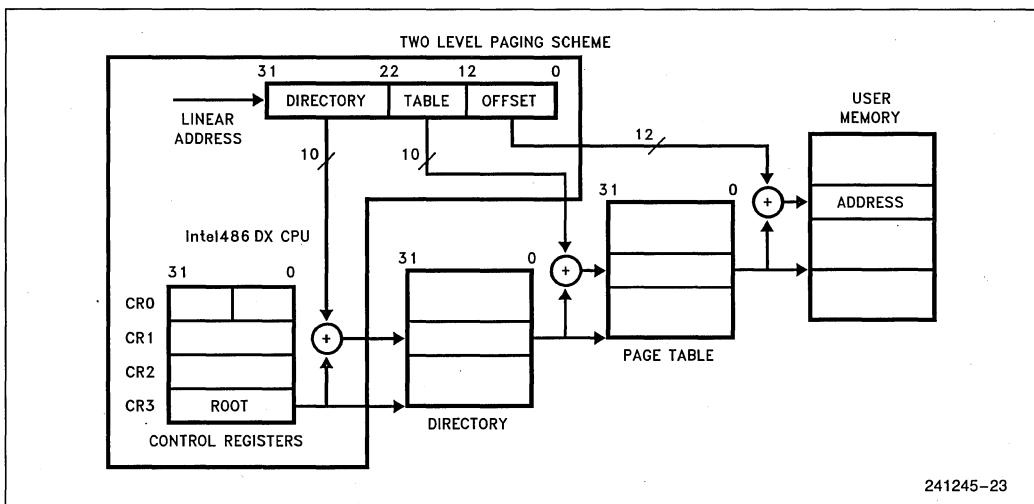 TWO LEVEL PAGING SCHEME
31 22 12 0
DIRECTORY TABLE OFFSET
LINEAR
ADDRESS
USER
MEMORY
10 10 12
31 0
ADDRESS
Intel486 DX CPU
31 0
31 0
CR0
CR1
CR2
CR3 ROOT
+
+
+
CONTROL REGISTERS
DIRECTORY
PAGE TABLE
241245-23